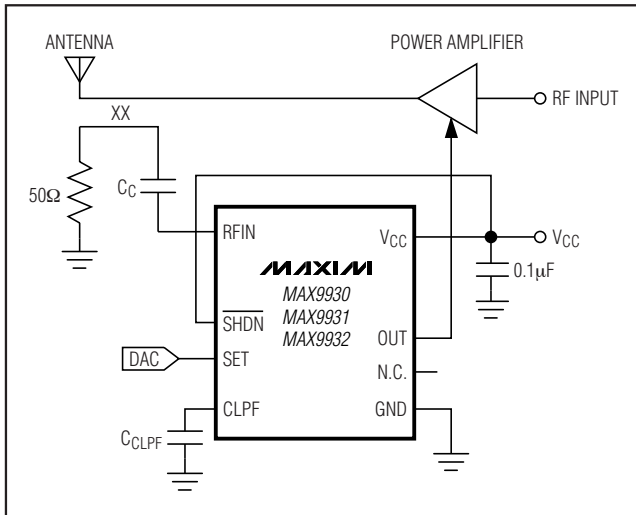 ANTENNA
POWER AMPLIFIER
RF INPUT
XX
50Ω
CC
RFIN
VCC
VCC
MAXIM
0.1µF
MAX9930
MAX9931
MAX9932
SHDN
OUT
DAC
SET
N.C.
CLPF
GND
CCLPF